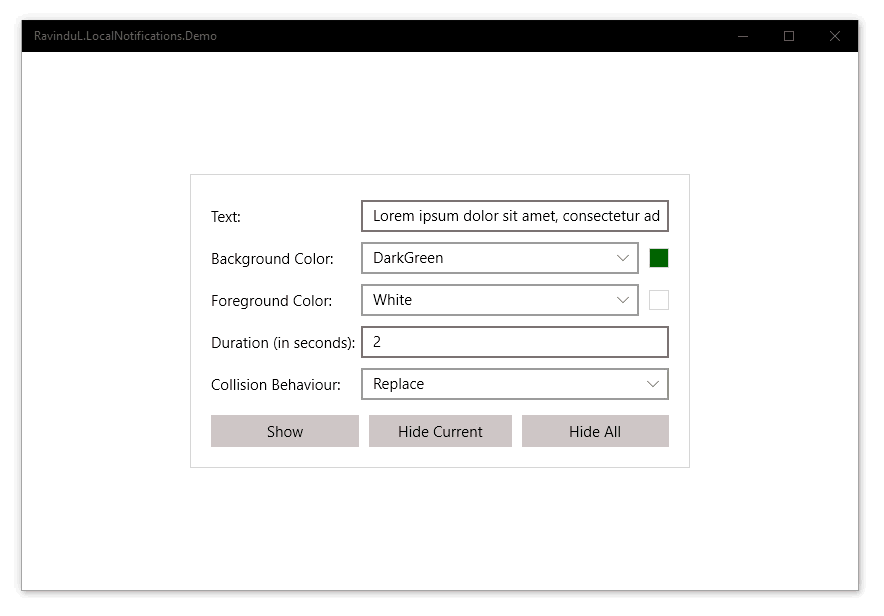 RavinduL.LocalNotifications.Demo
Text: Lorem ipsum dolor sit amet, consectetur ad
Background Color: DarkGreen
Foreground Color: White
Duration (in seconds): 2
Collision Behaviour: Replace
Show Hide Current Hide All